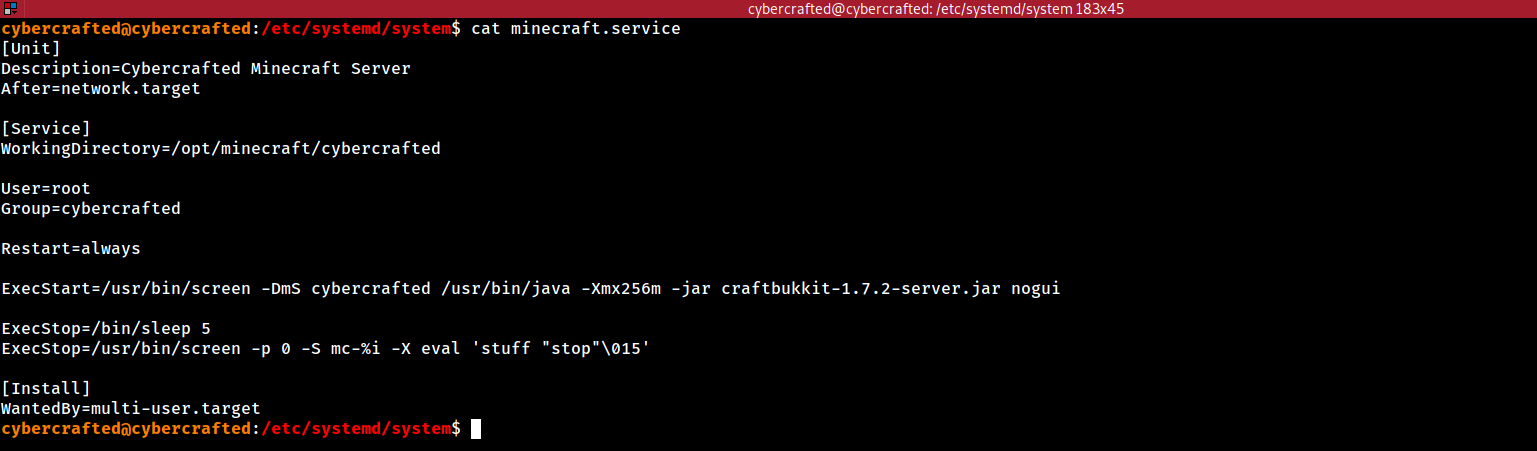 cybercrafted@cybercrafted: /etc/systemd/system 183x45
cybercrafted@cybercrafted:/etc/systemd/system$ cat minecraft.service
[Unit]
Description=Cybercrafted Minecraft Server
After=network.target
[Service]
WorkingDirectory=/opt/minecraft/cybercrafted
User=root
Group=cybercrafted
Restart=always
ExecStart=/usr/bin/screen -DmS cybercrafted /usr/bin/java -Xmx256m -jar craftbukkit-1.7.2-server.jar nogui
ExecStop=/bin/sleep 5
ExecStop=/usr/bin/screen -p 0 -S mc-%i -X eval 'stuff "stop"\015'
[Install]
WantedBy=multi-user.target
cybercrafted@cybercrafted:/etc/systemd/system$